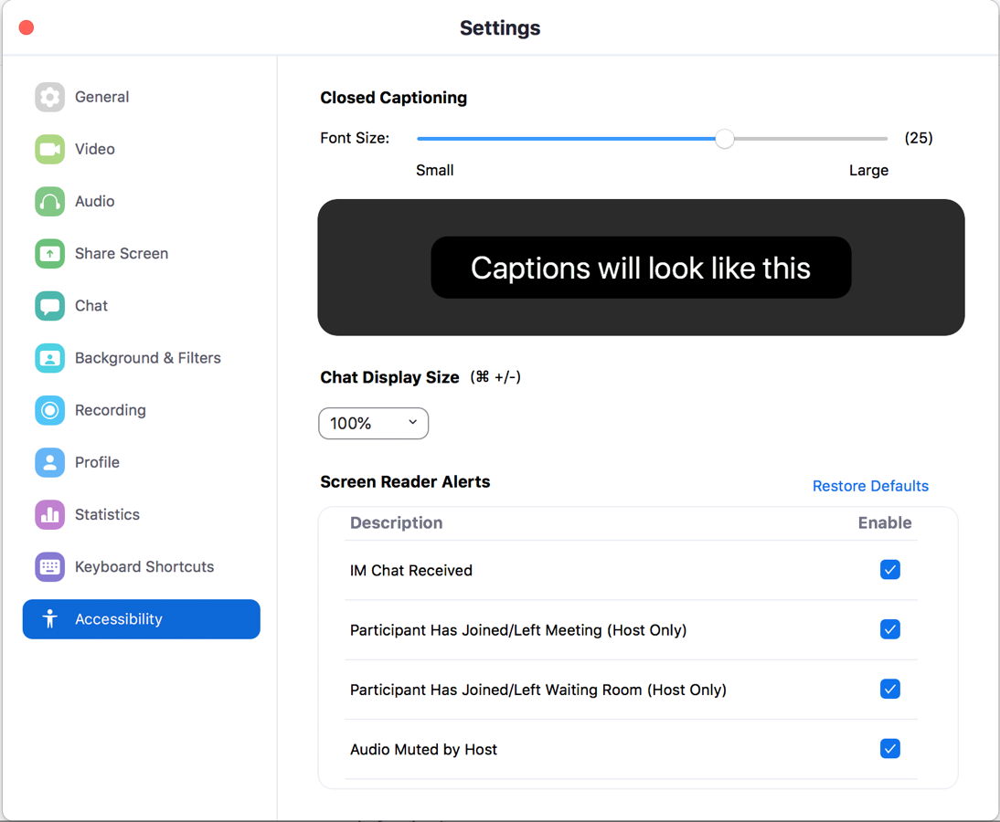 Settings
General
Video
Audio
Share Screen
Chat
Background & Filters
Recording
Profile
Statistics
Keyboard Shortcuts
Accessibility
Closed Captioning
Font Size:
(25)
Small
Large
Captions will look like this
Chat Display Size (⌘ +/-)
100%
Screen Reader Alerts
Restore Defaults
Description
Enable
IM Chat Received
Participant Has Joined/Left Meeting (Host Only)
Participant Has Joined/Left Waiting Room (Host Only)
Audio Muted by Host